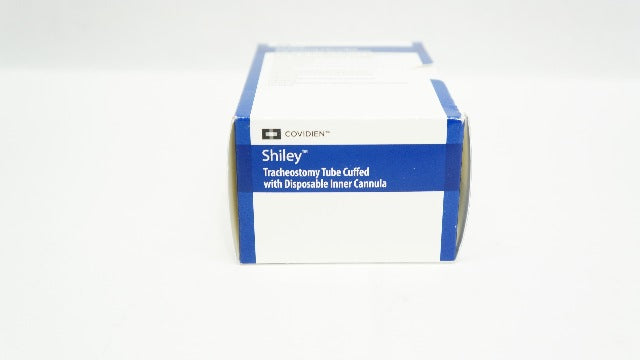 COVIDIEN™
Shiley™
Tracheostomy Tube Cuffed
with Disposable Inner Cannula